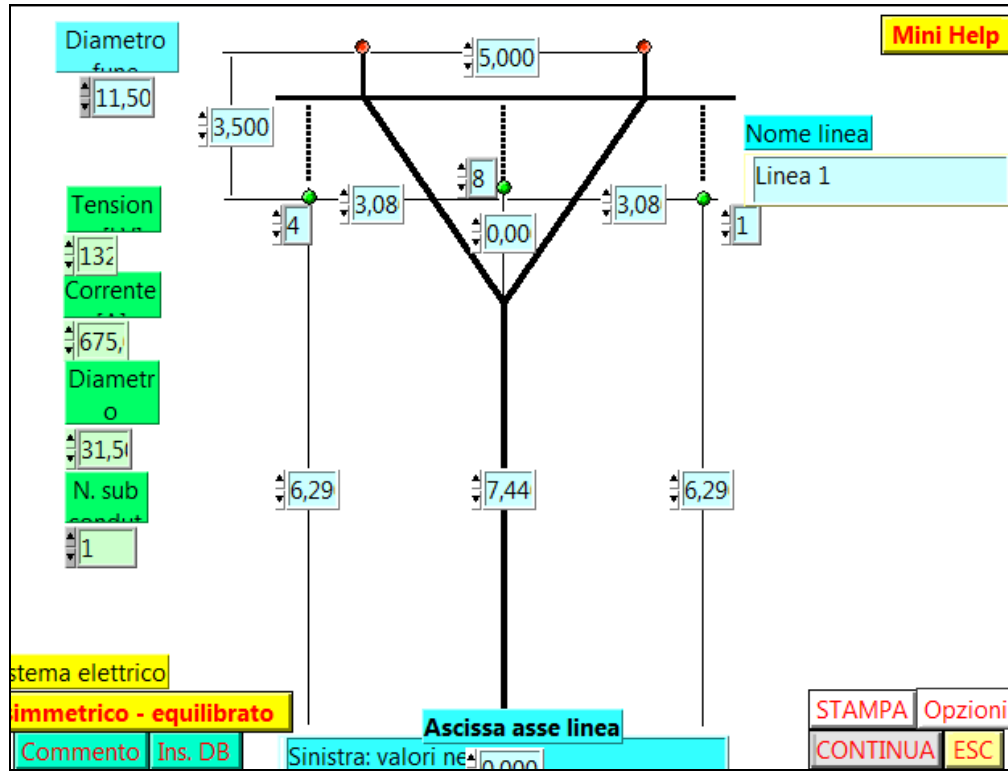 Diametro
11,50
5,000
Mini Help
3,500
Nome linea
Linea 1
8
3,08
3,08
4
0,00
1
Tension
132
Corrente
675,
Diametr
o
31,5
N. sub
1
6,29
7,44
6,29
stema elettrico
simmetrico - equilibrato
Commento
Ins. DB
Ascissa asse linea
Sinistra: valori ne
0,000
STAMPA
Opzioni
CONTINUA
ESC